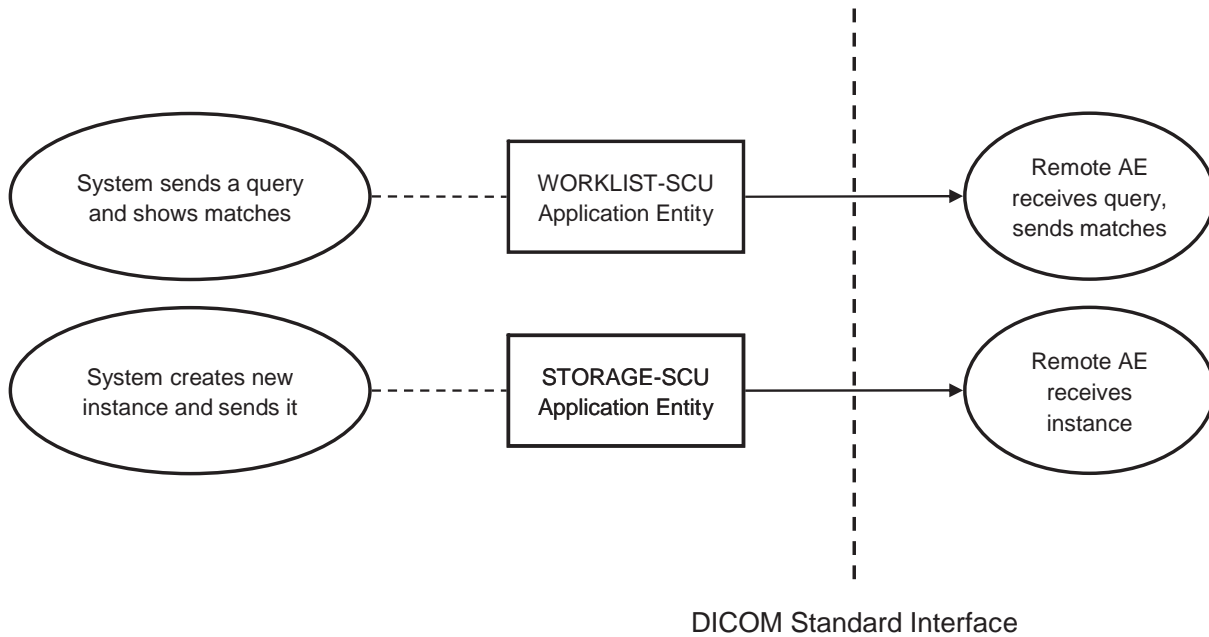 System sends a query
and shows matches
WORKLIST-SCU
Application Entity
Remote AE
receives query,
sends matches
System creates new
instance and sends it
STORAGE-SCU
Application Entity
Remote AE
receives
instance
DICOM Standard Interface